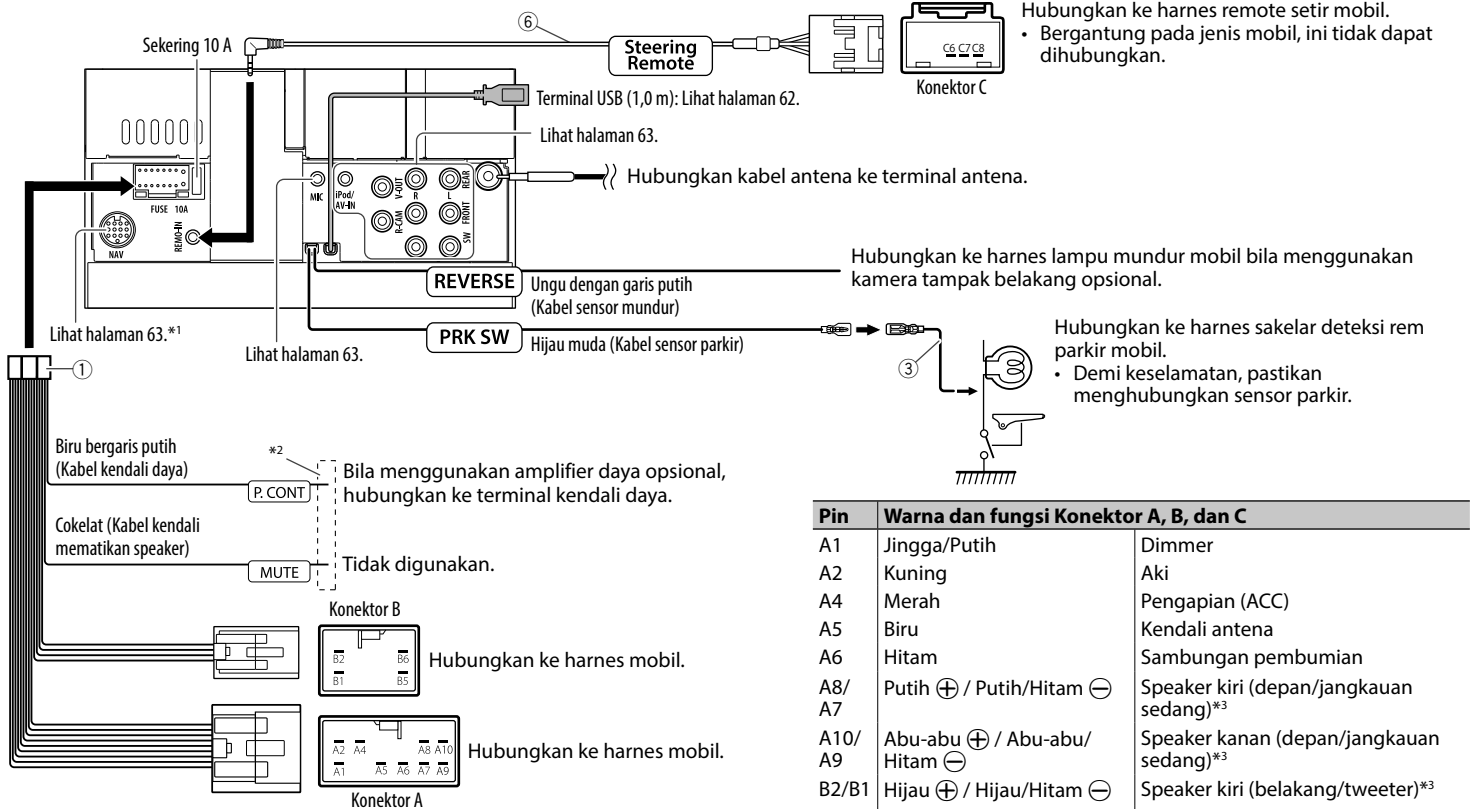 ⑥
Sekering 10 A
Steering
Remote
C6 C7 C8
Konektor C
Hubungkan ke harnes remote setir mobil.
• Bergantung pada jenis mobil, ini tidak dapat
dihubungkan.
Terminal USB (1,0 m): Lihat halaman 62.
Lihat halaman 63.
Hubungkan kabel antena ke terminal antena.
FUSE 10A
NAV
REMO-IN
MIC
iPod/
AV-IN
V-OUT
R-CAM
R
L
REAR
FRONT
SW
REVERSE
Ungu dengan garis putih
(Kabel sensor mundur)
Hubungkan ke harnes lampu mundur mobil bila menggunakan
kamera tampak belakang opsional.
PRK SW
Hijau muda (Kabel sensor parkir)
③
Hubungkan ke harnes sakelar deteksi rem
parkir mobil.
• Demi keselamatan, pastikan
menghubungkan sensor parkir.
Lihat halaman 63.*1
Lihat halaman 63.
①
Biru bergaris putih
(Kabel kendali daya)
P. CONT
*2
Bila menggunakan amplifier daya opsional,
hubungkan ke terminal kendali daya.
Cokelat (Kabel kendali
mematikan speaker)
MUTE
Tidak digunakan.
Konektor B
B2 B6
B1 B5
Hubungkan ke harnes mobil.
A2 A4 A8 A10
A1 A5 A6 A7 A9
Hubungkan ke harnes mobil.
Konektor A
Pin Warna dan fungsi Konektor A, B, dan C
A1 Jingga/Putih Dimmer
A2 Kuning Aki
A4 Merah Pengapian (ACC)
A5 Biru Kendali antena
A6 Hitam Sambungan pembumian
A8/ Putih ⊕ / Putih/Hitam ⊖ Speaker kiri (depan/jangkauan
A7 sedang)*3
A10/ Abu-abu ⊕ / Abu-abu/ Speaker kanan (depan/jangkauan
A9 Hitam ⊖ sedang)*3
B2/B1 Hijau ⊕ / Hijau/Hitam ⊖ Speaker kiri (belakang/tweeter)*3